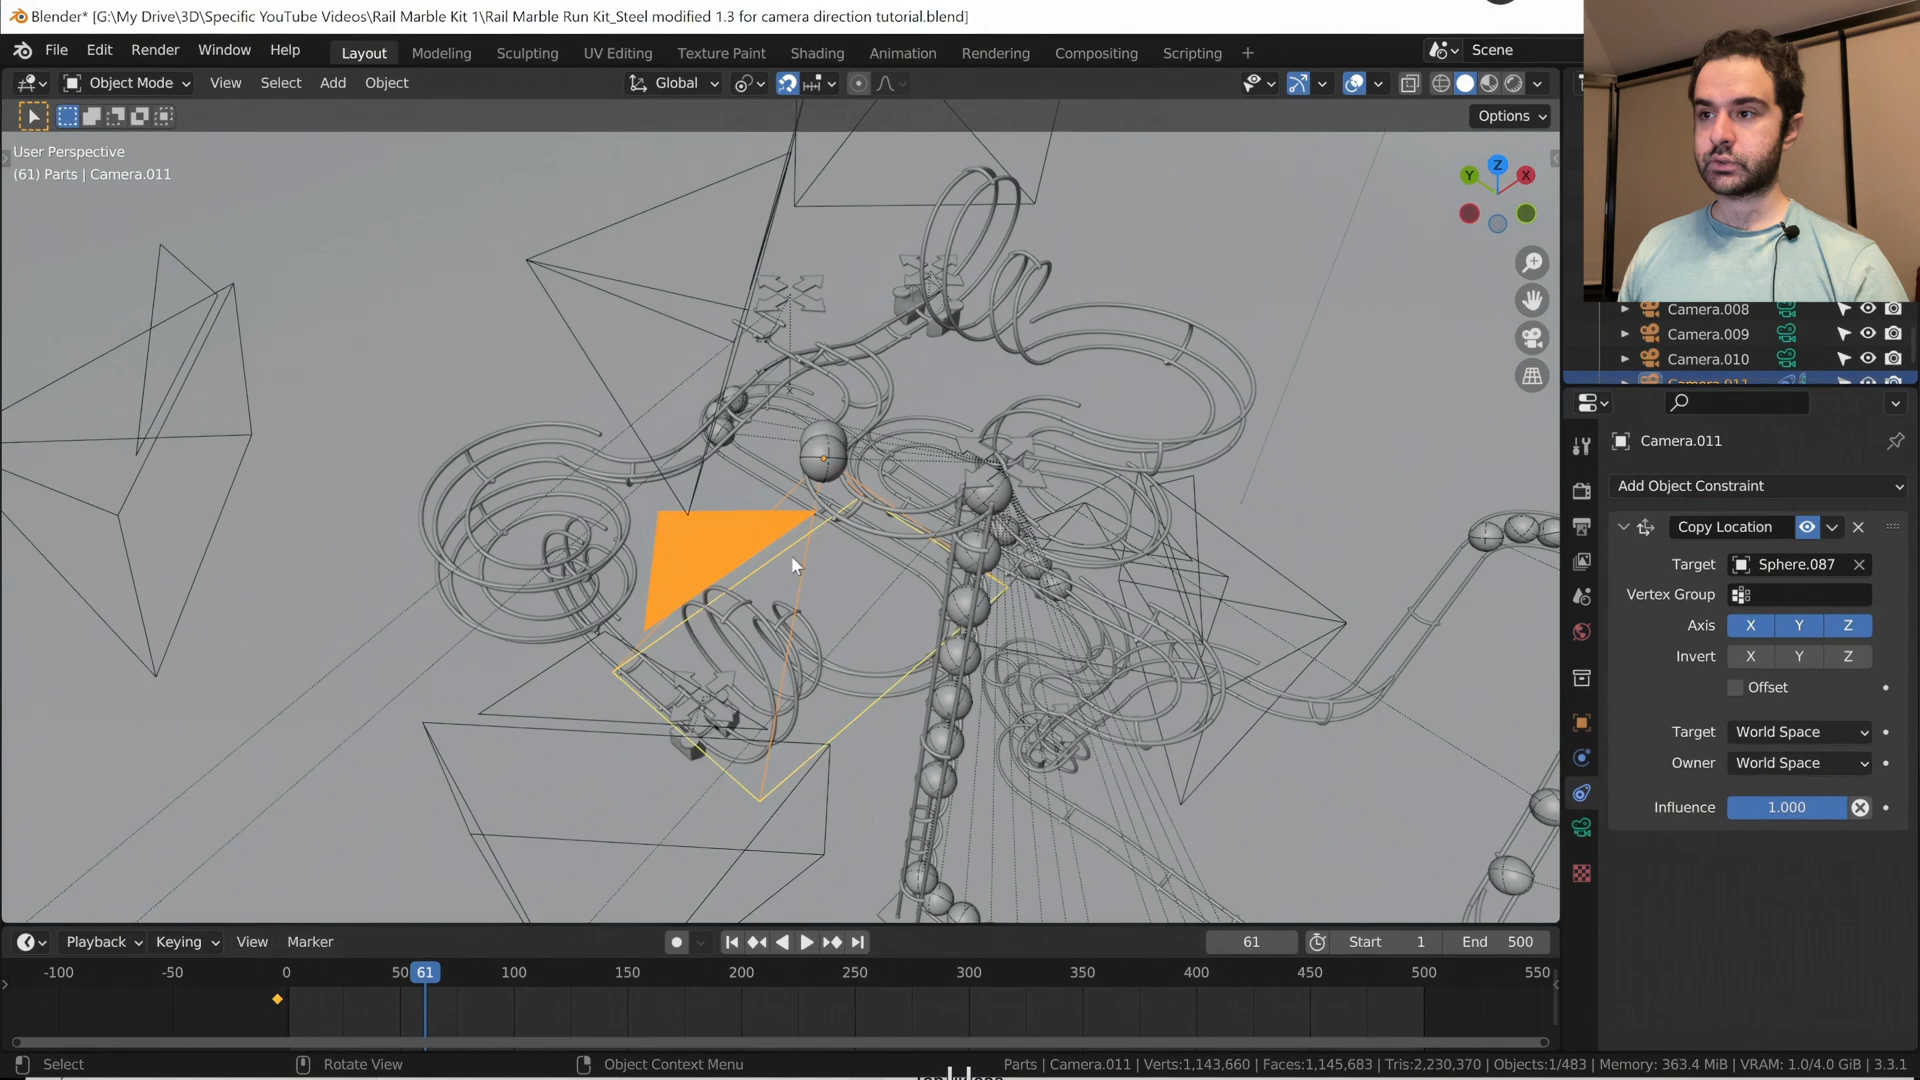 Blender* [G:\My Drive\3D\Specific YouTube Videos\Rail Marble Kit 1\Rail Marble Run Kit_Steel modified 1.3 for camera direction tutorial.blend]
File Edit Render Window Help Layout Modeling Sculpting UV Editing Texture Paint Shading Animation Rendering Compositing Scripting + Scene
Object Mode View Select Add Object Global
Options
User Perspective
(61) Parts | Camera.011
Z
Y X
Camera.008
Camera.009
Camera.010
Camera.011
Camera.011
Add Object Constraint
Copy Location
Target Sphere.087
Vertex Group
Axis X Y Z
Invert X Y Z
Offset
Target World Space
Owner World Space
Influence 1.000
Playback Keying View Marker 61 Start 1 End 500
-100 -50 0 50 61 100 150 200 250 300 350 400 450 500 550
Select Rotate View Object Context Menu Parts | Camera.011 | Verts:1,143,660 | Faces:1,145,683 | Tris:2,230,370 | Objects:1/483 | Memory: 363.4 MiB | VRAM: 1.0/4.0 GiB | 3.3.1